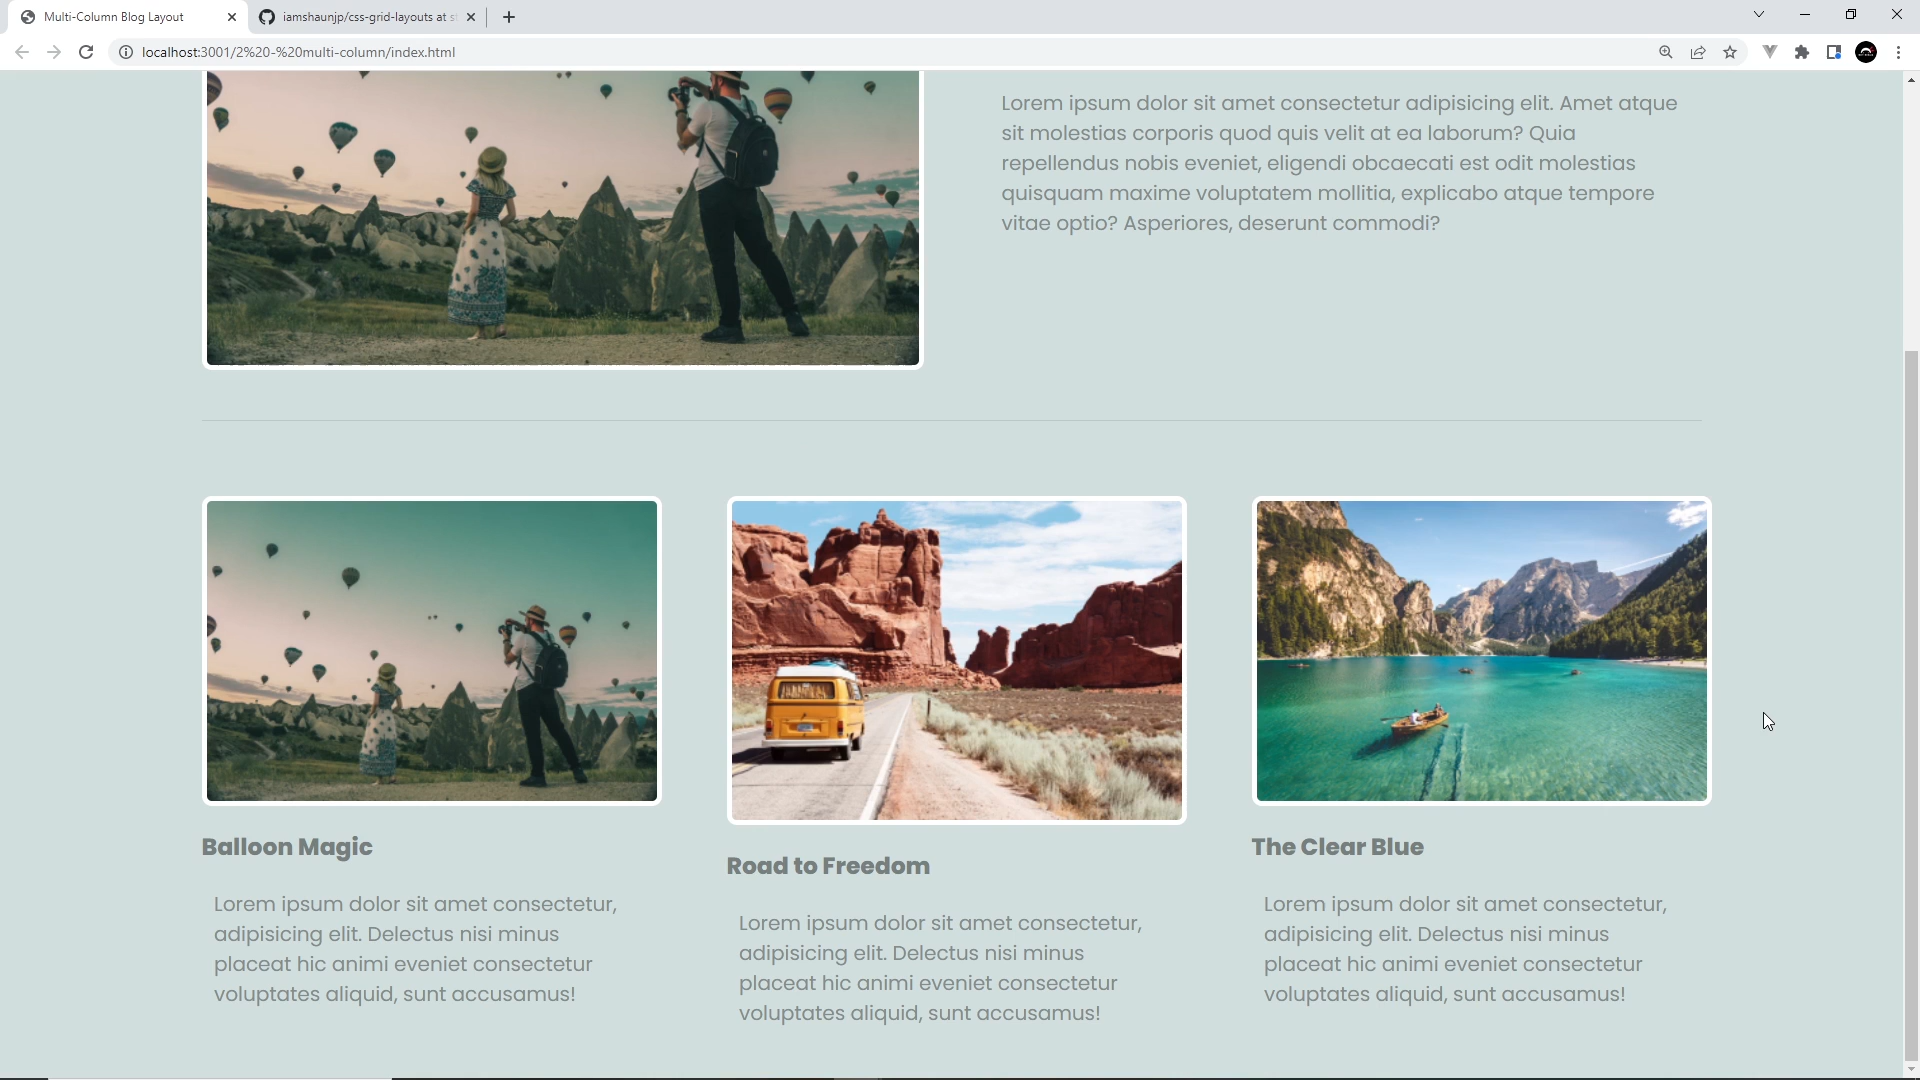 Multi-Column Blog Layout
iamshaunjp/css-grid-layouts at st
localhost:3001/2%20-%20multi-column/index.html
Lorem ipsum dolor sit amet consectetur adipisicing elit. Amet atque
sit molestias corporis quod quis velit at ea laborum? Quia
repellendus nobis eveniet, eligendi obcaecati est odit molestias
quisquam maxime voluptatem mollitia, explicabo atque tempore
vitae optio? Asperiores, deserunt commodi?
Balloon Magic
Lorem ipsum dolor sit amet consectetur,
adipisicing elit. Delectus nisi minus
placeat hic animi eveniet consectetur
voluptates aliquid, sunt accusamus!
Road to Freedom
Lorem ipsum dolor sit amet consectetur,
adipisicing elit. Delectus nisi minus
placeat hic animi eveniet consectetur
voluptates aliquid, sunt accusamus!
The Clear Blue
Lorem ipsum dolor sit amet consectetur,
adipisicing elit. Delectus nisi minus
placeat hic animi eveniet consectetur
voluptates aliquid, sunt accusamus!